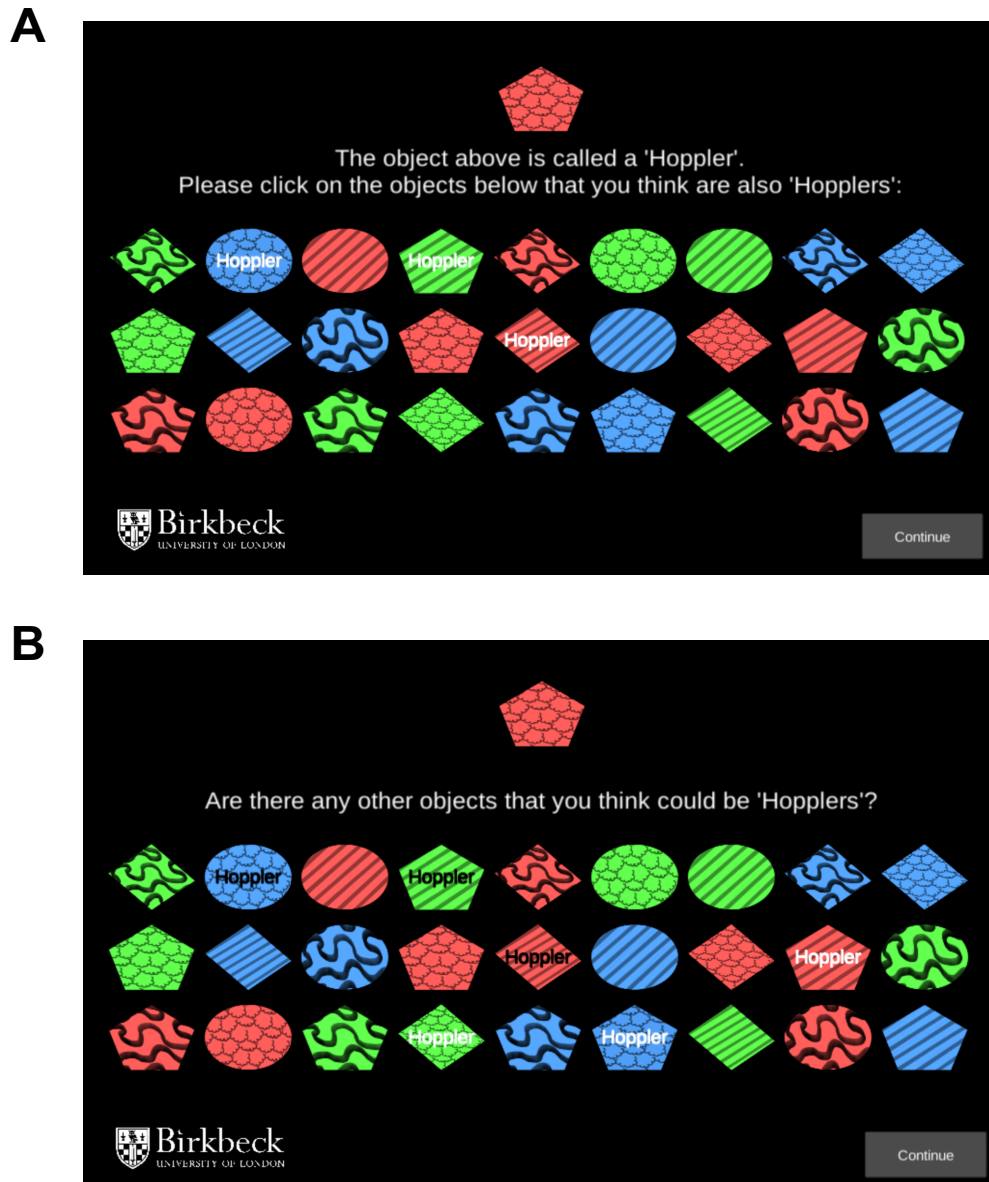 A
The object above is called a 'Hoppler'.
Please click on the objects below that you think are also 'Hopplers':
Hoppler
Hoppler
Hoppler
Birkbeck
UNIVERSITY OF LONDON
Continue
B
Are there any other objects that you think could be 'Hopplers'?
Hoppler
Hoppler
Hoppler
Hoppler
Hoppler
Hoppler
Birkbeck
UNIVERSITY OF LONDON
Continue